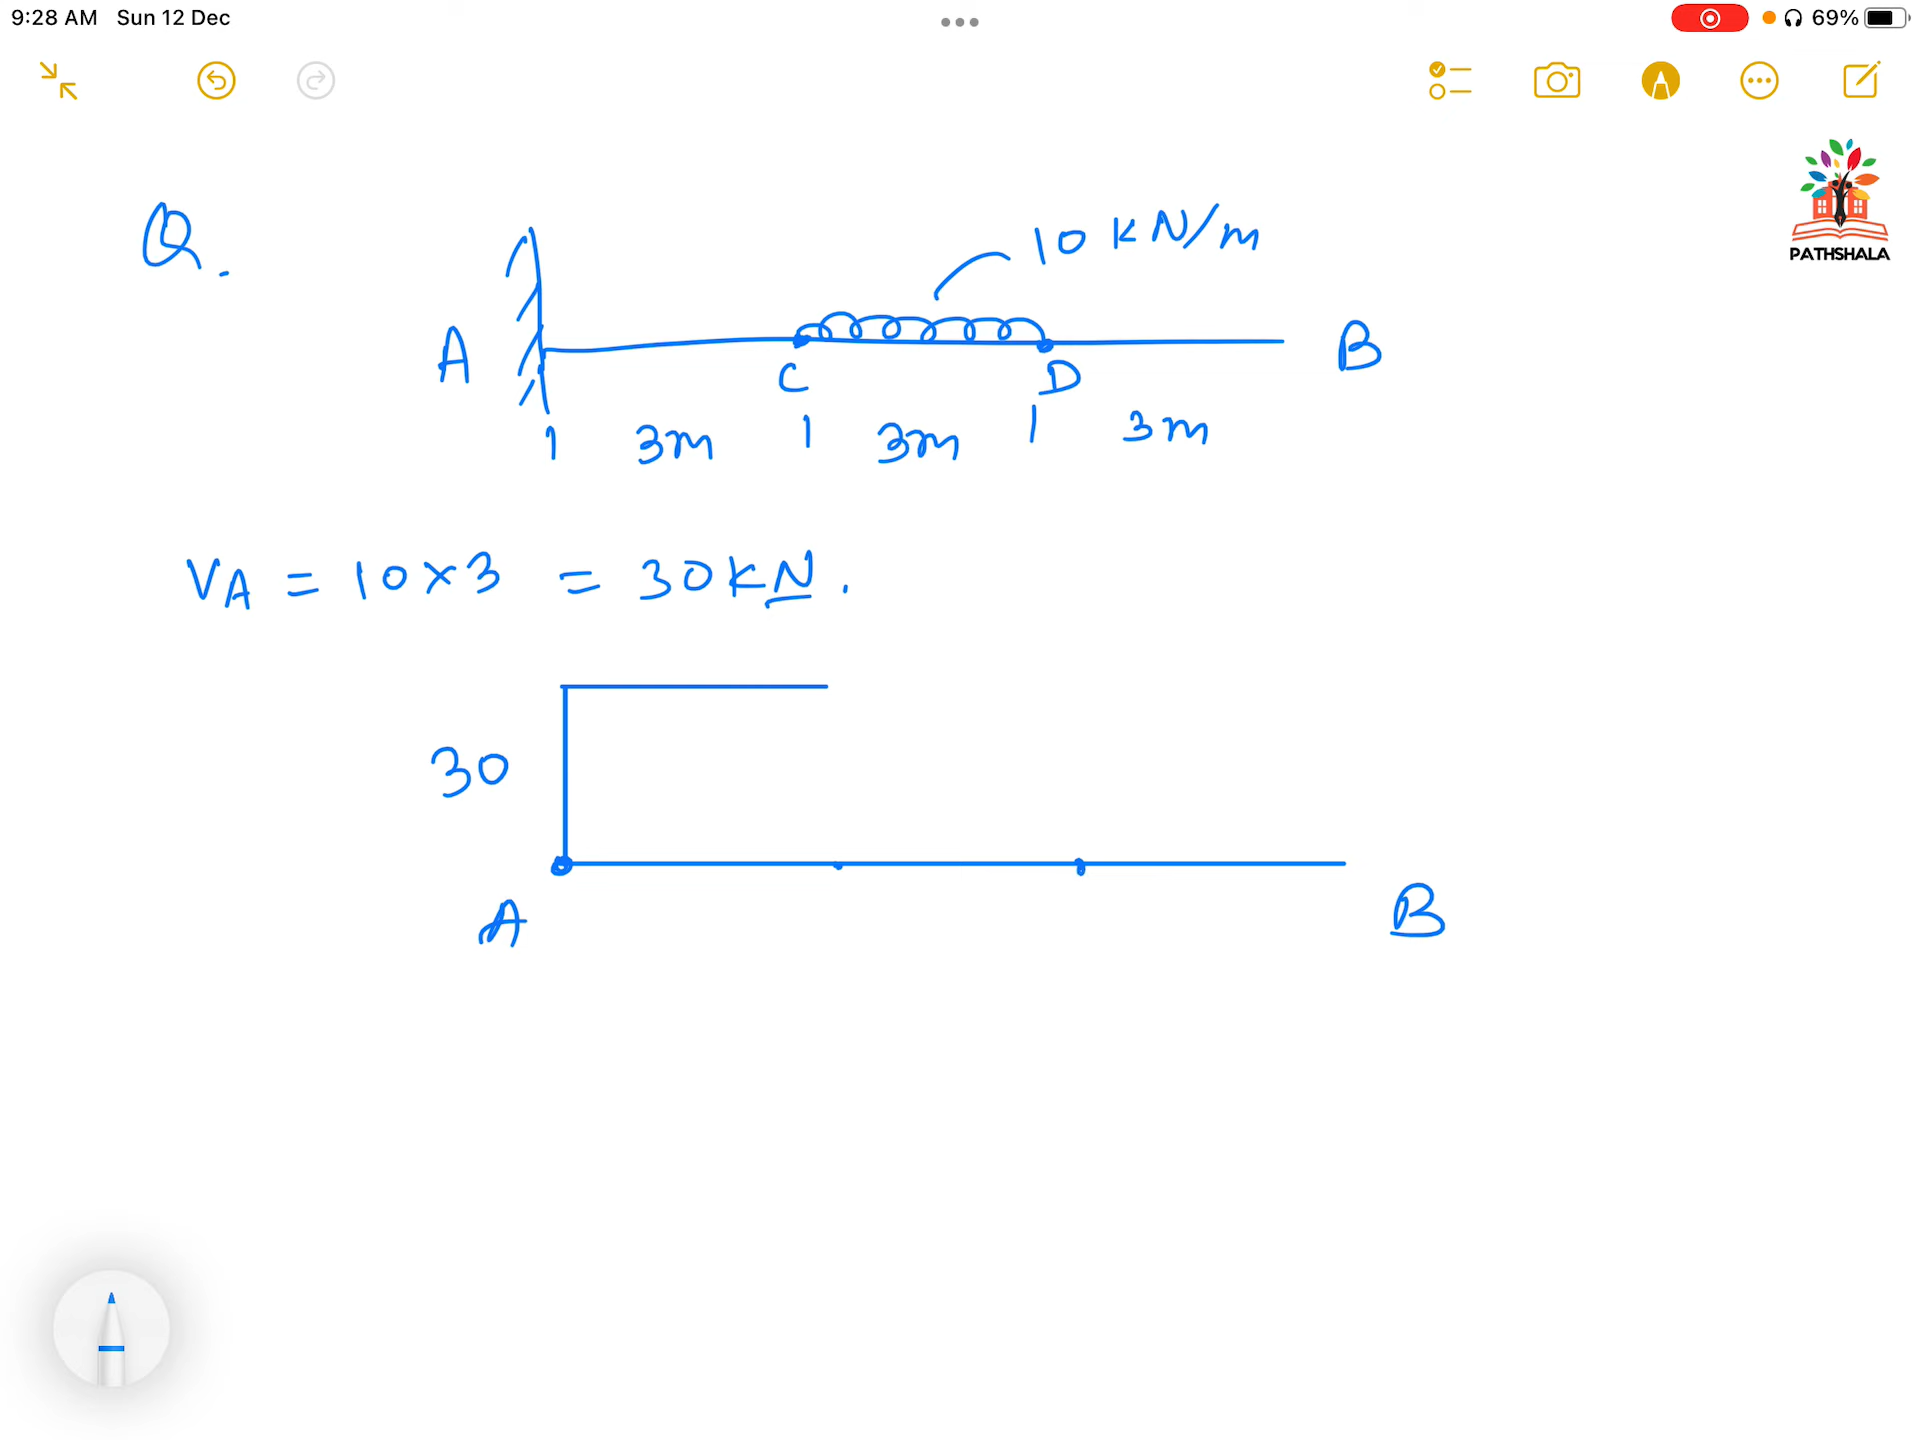 9:28 AM Sun 12 Dec
69%
PATHSHALA
Q.
10 KN/m
A
B
C
D
3m
3m
3m
VA = 10×3 = 30KN.
30
A
B